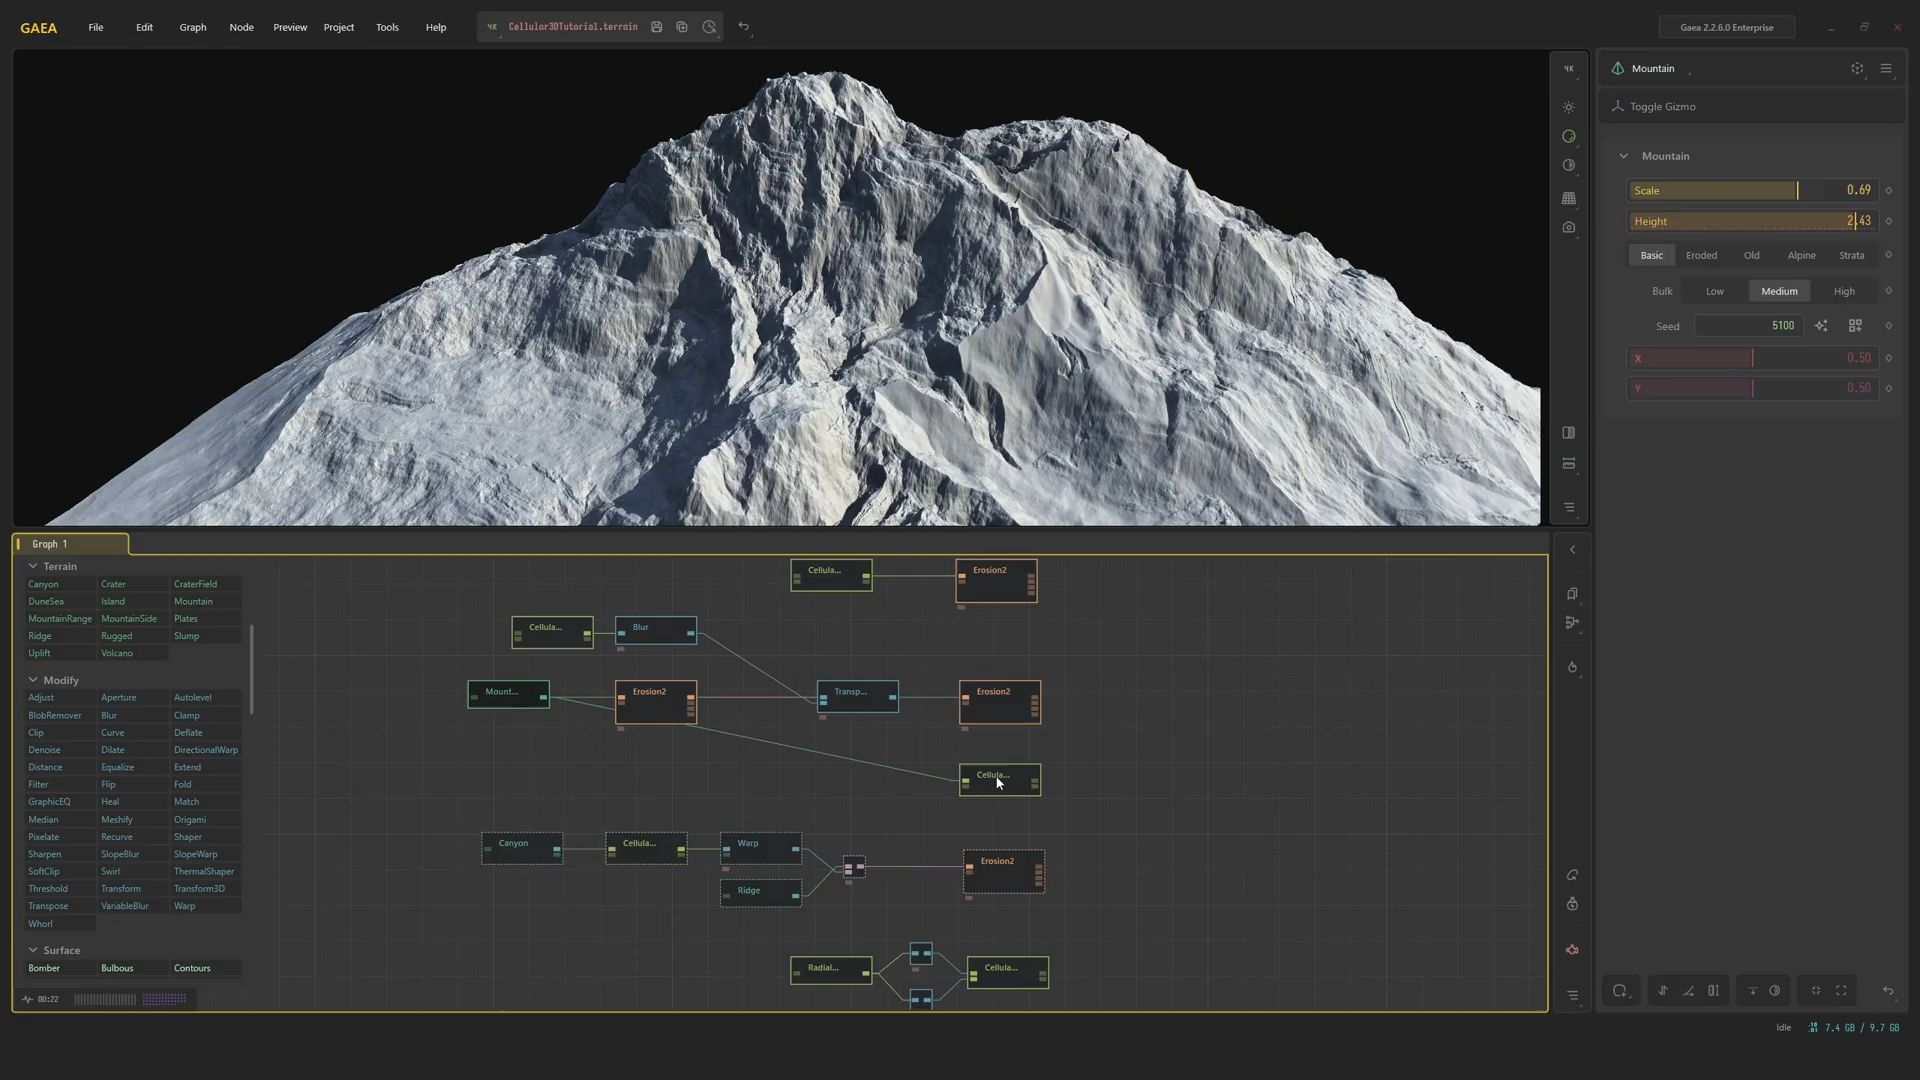 GAEA File Edit Graph Node Preview Project Tools Help 4K Cellular3DTutorial.terrain Gaea 2.2.6.0 Enterprise
4K
Mountain
Toggle Gizmo
Mountain
Scale 0.69
Height 2.43
Basic Eroded Old Alpine Strata
Bulk Low Medium High
Seed 5100
X 0.50
Y 0.50
Graph 1
Terrain
Canyon Crater CraterField
DuneSea Island Mountain
MountainRange MountainSide Plates
Ridge Rugged Slump
Uplift Volcano
Modify
Adjust Aperture Autolevel
BlobRemover Blur Clamp
Clip Curve Deflate
Denoise Dilate DirectionalWarp
Distance Equalize Extend
Filter Flip Fold
GraphicEQ Heal Match
Median Meshify Origami
Pixelate Recurve Shaper
Sharpen SlopeBlur SlopeWarp
SoftClip Swirl ThermalShaper
Threshold Transform Transform3D
Transpose VariableBlur Warp
Whorl
Surface
Bomber Bulbous Contours
00:22
Cellula... Erosion2
Cellula... Blur
Mount... Erosion2 Transp... Erosion2
Cellula...
Canyon Cellula... Warp Erosion2
Ridge
Radial... Cellula...
Idle 7.4 GB / 9.7 GB